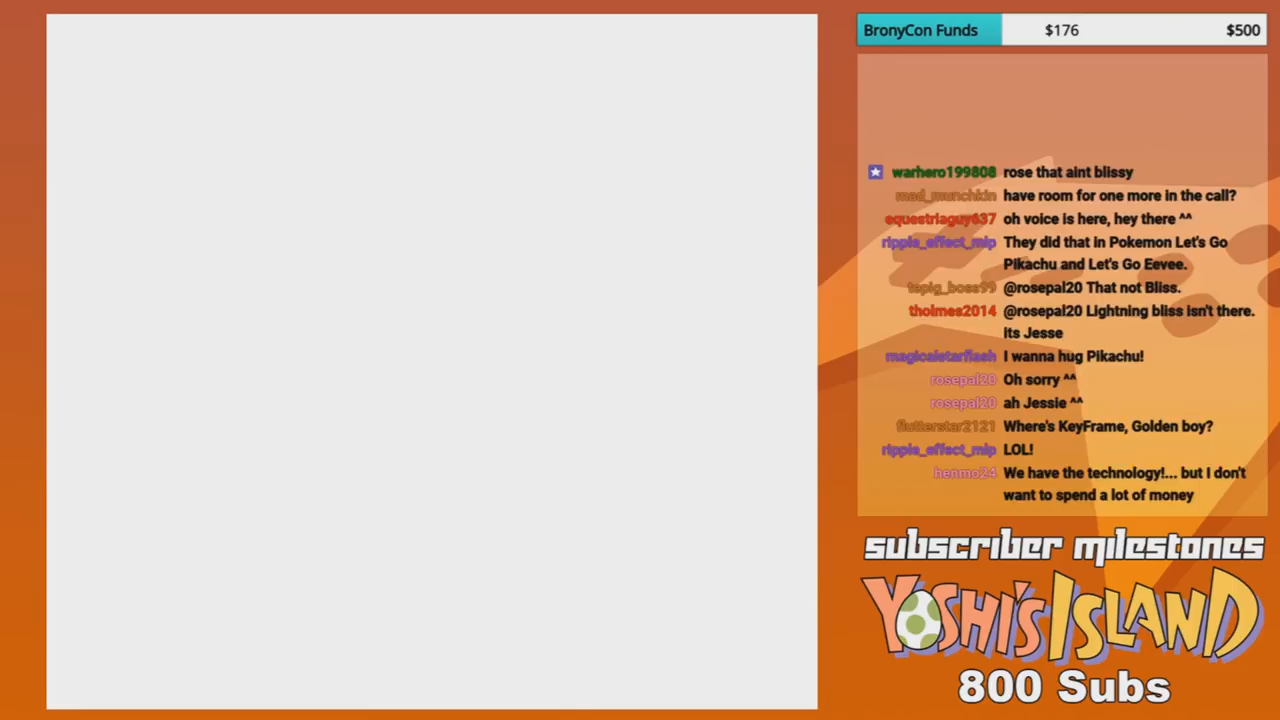 BronyCon Funds $176 $500
warhero199808 rose that aint blissy
mad_munchkin have room for one more in the call?
equestriaguy637 oh voice is here, hey there ^^
ripple_effect_mlp They did that in Pokemon Let's Go
Pikachu and Let's Go Eevee.
tepig_boss99 @rosepal20 That not Bliss.
tholmes2014 @rosepal20 Lightning bliss isn't there.
its Jesse
magicalstarflash I wanna hug Pikachu!
rosepal20 Oh sorry ^^
rosepal20 ah Jessie ^^
flutterstar2121 Where's KeyFrame, Golden boy?
ripple_effect_mlp LOL!
henmo24 We have the technology!... but I don't
want to spend a lot of money
subscriber milestones
YOSHI'S ISLAND
800 Subs